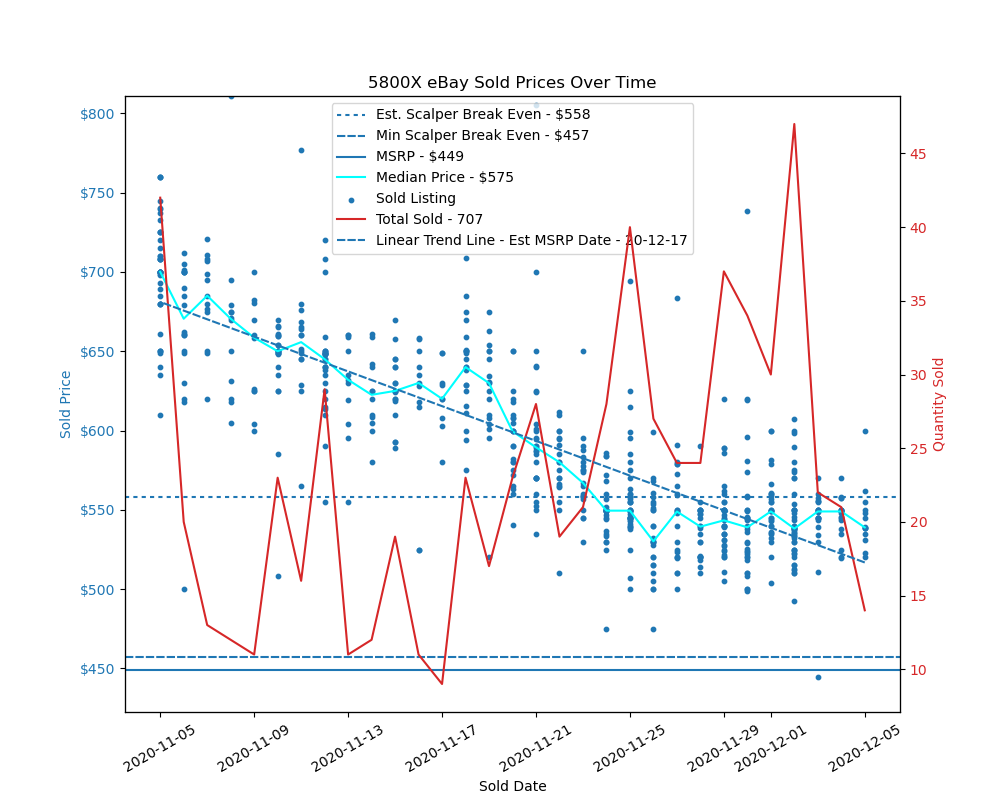 5800X eBay Sold Prices Over Time
Est. Scalper Break Even - $558
Min Scalper Break Even - $457
MSRP - $449
Median Price - $575
Sold Listing
Total Sold - 707
Linear Trend Line - Est MSRP Date - 20-12-17
$800
$750
$700
$650
$600
$550
$500
$450
Sold Price
45
40
35
30
25
20
15
10
Quantity Sold
2020-11-05
2020-11-09
2020-11-13
2020-11-17
2020-11-21
2020-11-25
2020-11-29
2020-12-01
2020-12-05
Sold Date